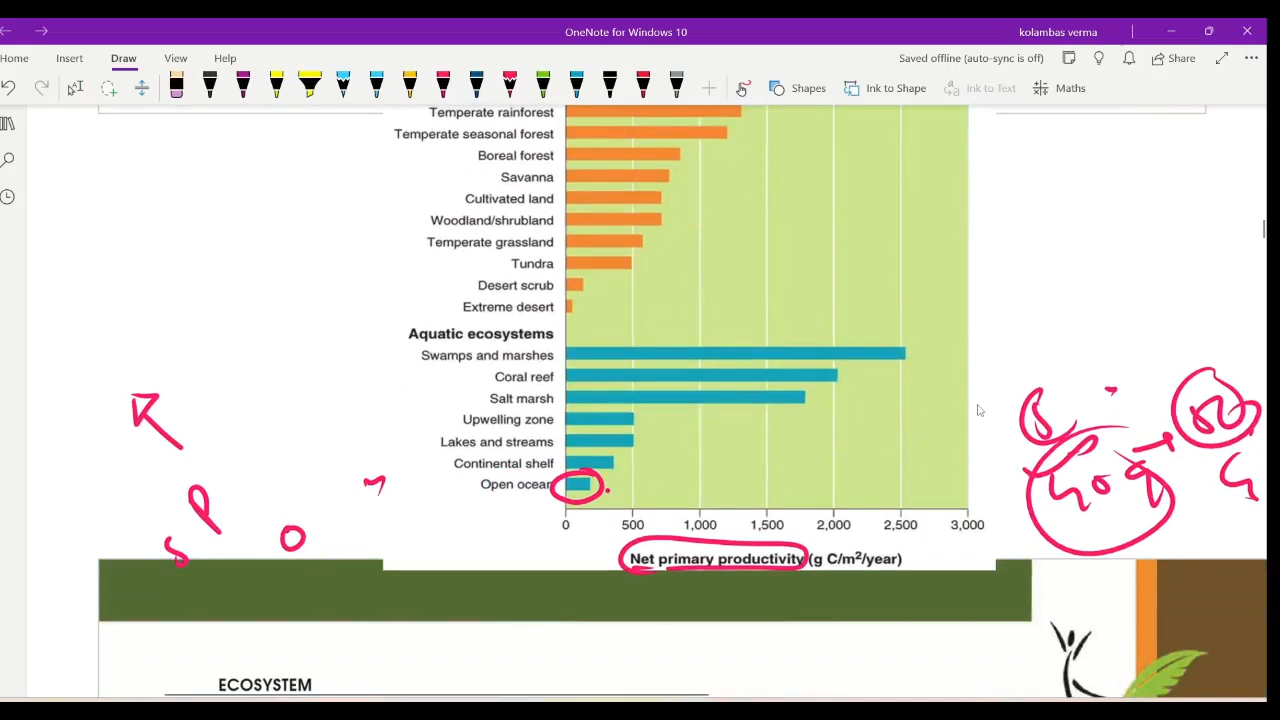 OneNote for Windows 10
kolambas verma
Home Insert Draw View Help
Saved offline (auto-sync is off)
Share
Shapes
Ink to Shape
Ink to Text
Maths
Temperate rainforest
Temperate seasonal forest
Boreal forest
Savanna
Cultivated land
Woodland/shrubland
Temperate grassland
Tundra
Desert scrub
Extreme desert
Aquatic ecosystems
Swamps and marshes
Coral reef
Salt marsh
Upwelling zone
Lakes and streams
Continental shelf
Open ocean
0 500 1,000 1,500 2,000 2,500 3,000
Net primary productivity (g C/m²/year)
P
O
ECOSYSTEM